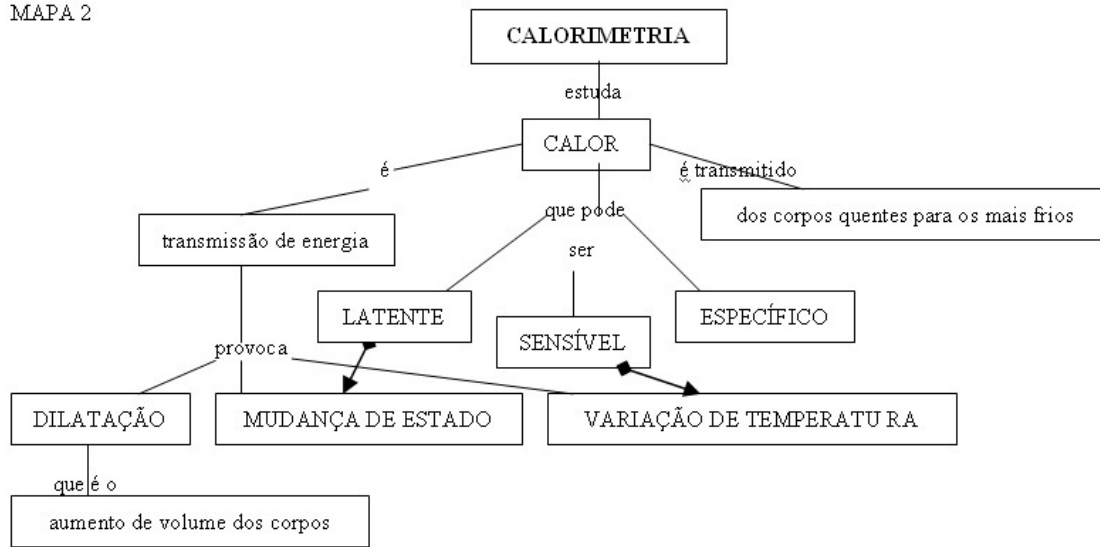 MAPA 2
CALORIMETRIA
estuda
CALOR
é
é transmitido
que pode
dos corpos quentes para os mais frios
transmissão de energia
ser
LATENTE
ESPECÍFICO
SENSÍVEL
provoca
DILATAÇÃO
MUDANÇA DE ESTADO
VARIAÇÃO DE TEMPERATU RA
que é o
aumento de volume dos corpos